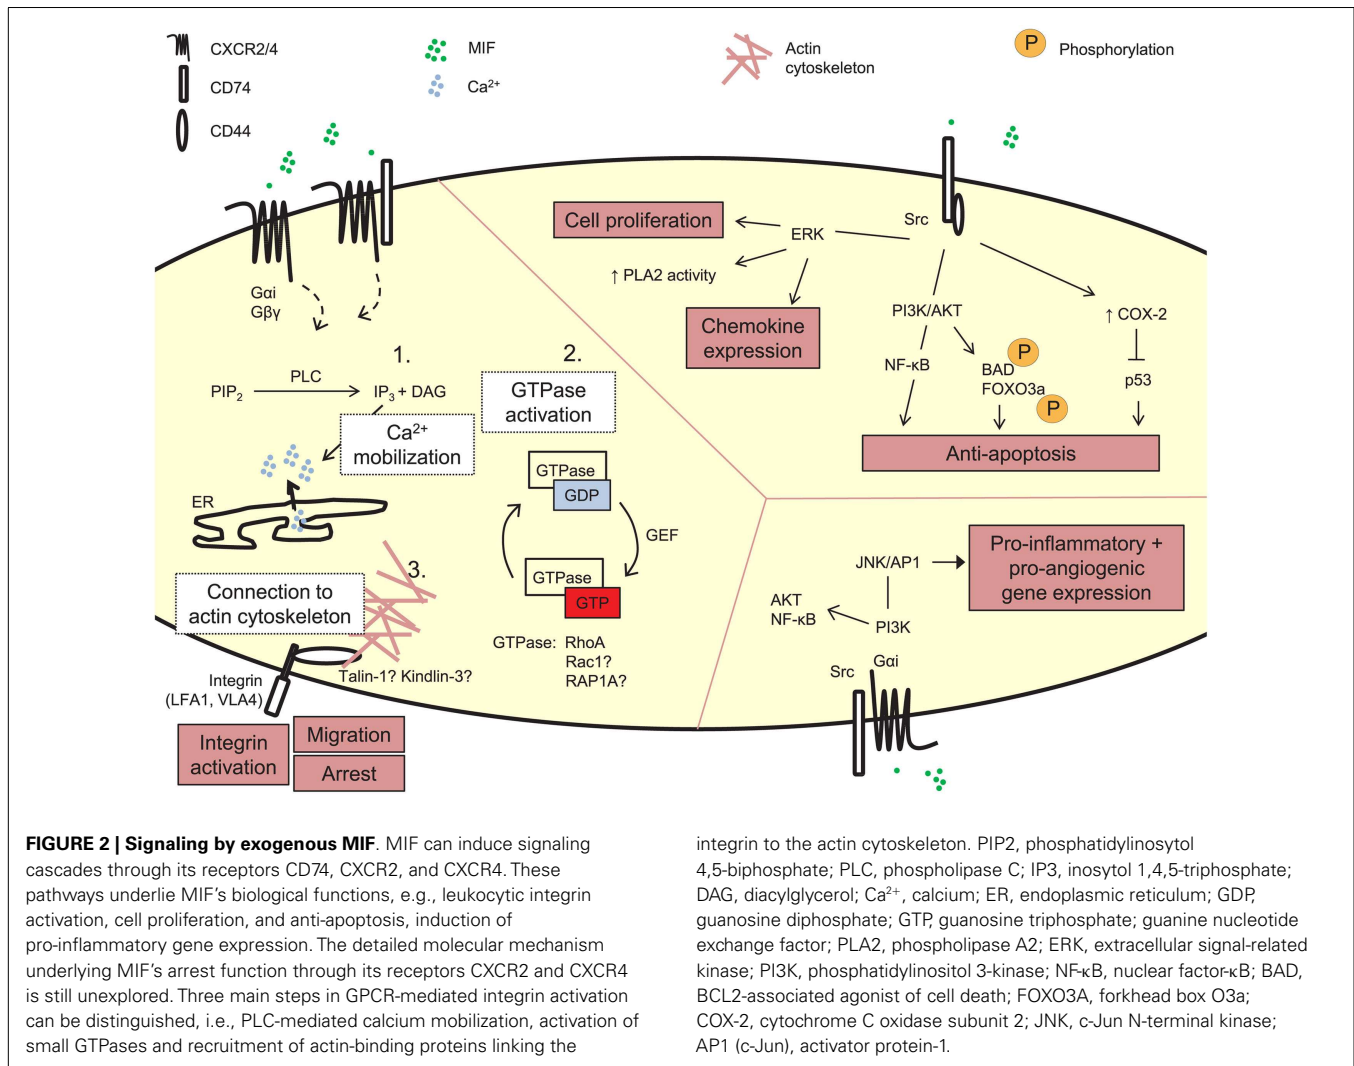 CXCR2/4
CD74
CD44
MIF
Ca²⁺
Actin
cytoskeleton
P
Phosphorylation
Gαi
Gβγ
1.
PIP₂
PLC
IP₃ + DAG
Ca²⁺
mobilization
ER
2.
GTPase
activation
GTPase
GDP
GEF
GTPase
GTP
GTPase: RhoA
Rac1?
RAP1A?
3.
Connection to
actin cytoskeleton
Talin-1? Kindlin-3?
Integrin
(LFA1, VLA4)
Integrin
activation
Migration
Arrest
Src
Cell proliferation
ERK
↑ PLA2 activity
Chemokine
expression
PI3K/AKT
↑ COX-2
NF-κB
P
BAD
FOXO3a
P
p53
Anti-apoptosis
Pro-inflammatory +
pro-angiogenic
gene expression
JNK/AP1
AKT
NF-κB
PI3K
Src
Gαi
FIGURE 2 | Signaling by exogenous MIF. MIF can induce signaling
cascades through its receptors CD74, CXCR2, and CXCR4. These
pathways underlie MIF's biological functions, e.g., leukocytic integrin
activation, cell proliferation, and anti-apoptosis, induction of
pro-inflammatory gene expression. The detailed molecular mechanism
underlying MIF's arrest function through its receptors CXCR2 and CXCR4
is still unexplored. Three main steps in GPCR-mediated integrin activation
can be distinguished, i.e., PLC-mediated calcium mobilization, activation of
small GTPases and recruitment of actin-binding proteins linking the
integrin to the actin cytoskeleton. PIP2, phosphatidylinosytol
4,5-biphosphate; PLC, phospholipase C; IP3, inosytol 1,4,5-triphosphate;
DAG, diacylglycerol; Ca²⁺, calcium; ER, endoplasmic reticulum; GDP,
guanosine diphosphate; GTP, guanosine triphosphate; guanine nucleotide
exchange factor; PLA2, phospholipase A2; ERK, extracellular signal-related
kinase; PI3K, phosphatidylinositol 3-kinase; NF-κB, nuclear factor-κB; BAD,
BCL2-associated agonist of cell death; FOXO3A, forkhead box O3a;
COX-2, cytochrome C oxidase subunit 2; JNK, c-Jun N-terminal kinase;
AP1 (c-Jun), activator protein-1.